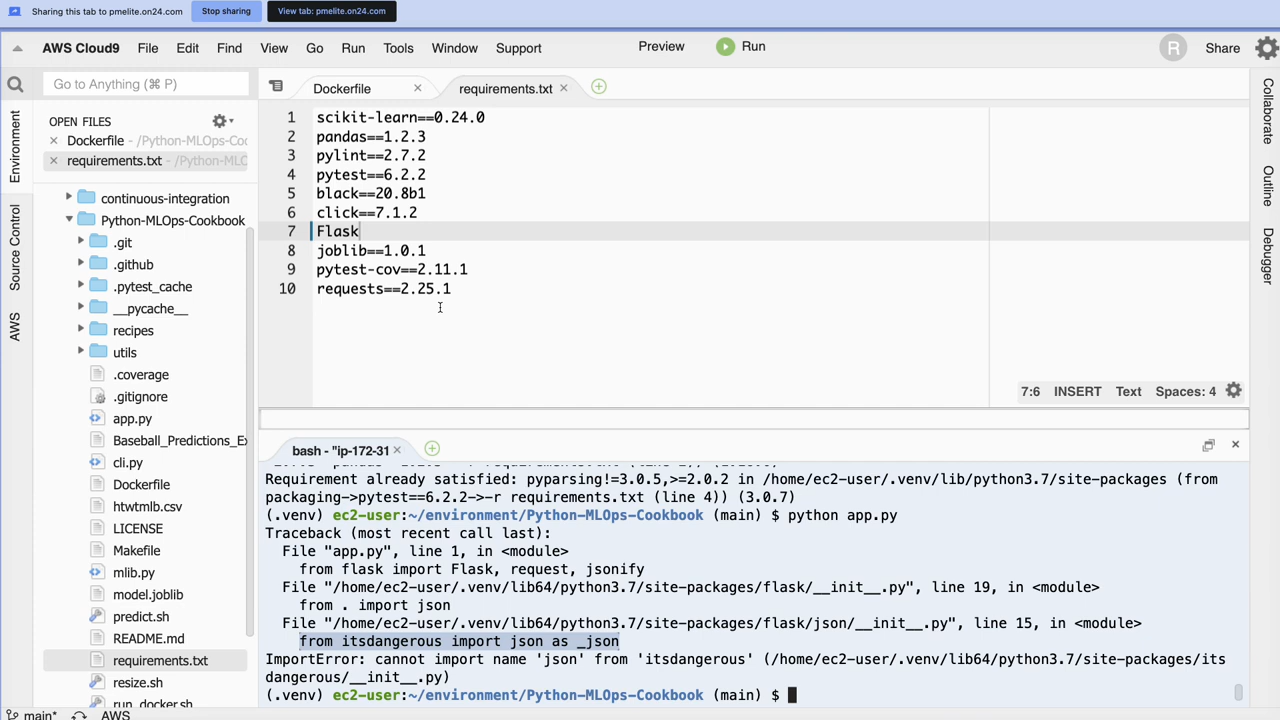 Sharing this tab to pmelite.on24.com Stop sharing View tab: pmelite.on24.com
AWS Cloud9 File Edit Find View Go Run Tools Window Support Preview Run R Share
Go to Anything (⌘ P)
Dockerfile × requirements.txt ×
Environment
Source Control
AWS
OPEN FILES
× Dockerfile - /Python-MLOps-Coo
× requirements.txt - /Python-MLO
continuous-integration
Python-MLOps-Cookbook
.git
.github
.pytest_cache
__pycache__
recipes
utils
.coverage
.gitignore
app.py
Baseball_Predictions_Ex
cli.py
Dockerfile
htwtmlb.csv
LICENSE
Makefile
mlib.py
model.joblib
predict.sh
README.md
requirements.txt
resize.sh
run_docker.sh
main* AWS
1 scikit-learn==0.24.0
2 pandas==1.2.3
3 pylint==2.7.2
4 pytest==6.2.2
5 black==20.8b1
6 click==7.1.2
7 Flask
8 joblib==1.0.1
9 pytest-cov==2.11.1
10 requests==2.25.1
7:6 INSERT Text Spaces: 4
Collaborate
Outline
Debugger
bash - "ip-172-31 ×
Requirement already satisfied: pyparsing!=3.0.5,>=2.0.2 in /home/ec2-user/.venv/lib/python3.7/site-packages (from
packaging->pytest==6.2.2->-r requirements.txt (line 4)) (3.0.7)
(.venv) ec2-user:~/environment/Python-MLOps-Cookbook (main) $ python app.py
Traceback (most recent call last):
File "app.py", line 1, in <module>
from flask import Flask, request, jsonify
File "/home/ec2-user/.venv/lib64/python3.7/site-packages/flask/__init__.py", line 19, in <module>
from . import json
File "/home/ec2-user/.venv/lib64/python3.7/site-packages/flask/json/__init__.py", line 15, in <module>
from itsdangerous import json as _json
ImportError: cannot import name 'json' from 'itsdangerous' (/home/ec2-user/.venv/lib64/python3.7/site-packages/its
dangerous/__init__.py)
(.venv) ec2-user:~/environment/Python-MLOps-Cookbook (main) $